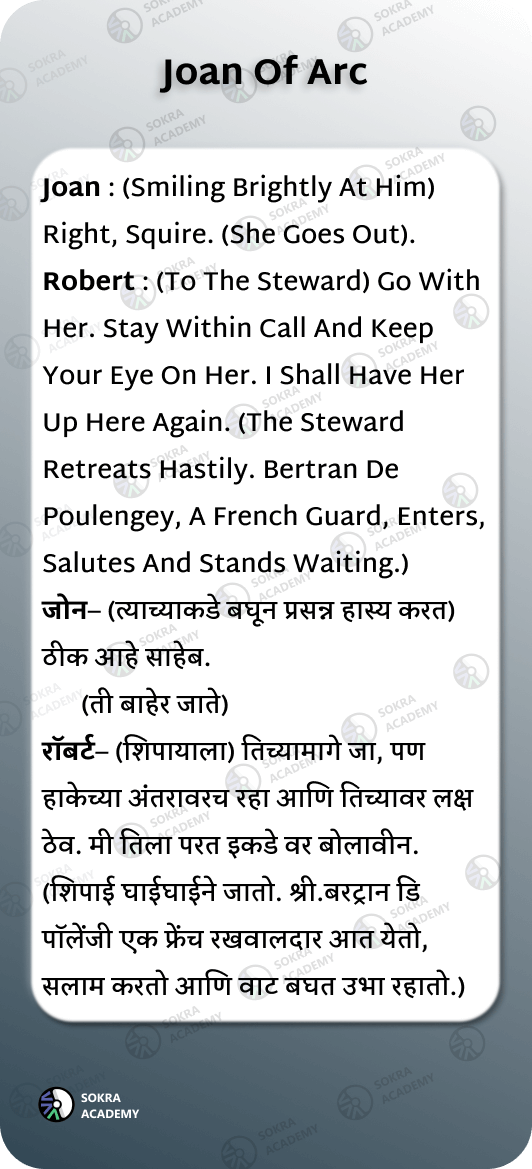 Joan Of Arc
Joan : (Smiling Brightly At Him)
Right, Squire. (She Goes Out).
Robert : (To The Steward) Go With
Her. Stay Within Call And Keep
Your Eye On Her. I Shall Have Her
Up Here Again. (The Steward
Retreats Hastily. Bertran De
Poulengey, A French Guard, Enters,
Salutes And Stands Waiting.)
जोन– (त्याच्याकडे बघून प्रसन्न हास्य करत)
ठीक आहे साहेब.
(ती बाहेर जाते)
रॉबर्ट– (शिपायाला) तिच्यामागे जा, पण
हाकेच्या अंतरावरच रहा आणि तिच्यावर लक्ष
ठेव. मी तिला परत इकडे वर बोलावीन.
(शिपाई घाईघाईने जातो. श्री.बरट्रान डि
पॉलेंजी एक फ्रेंच रखवालदार आत येतो,
सलाम करतो आणि वाट बघत उभा रहातो.)
SOKRA
ACADEMY